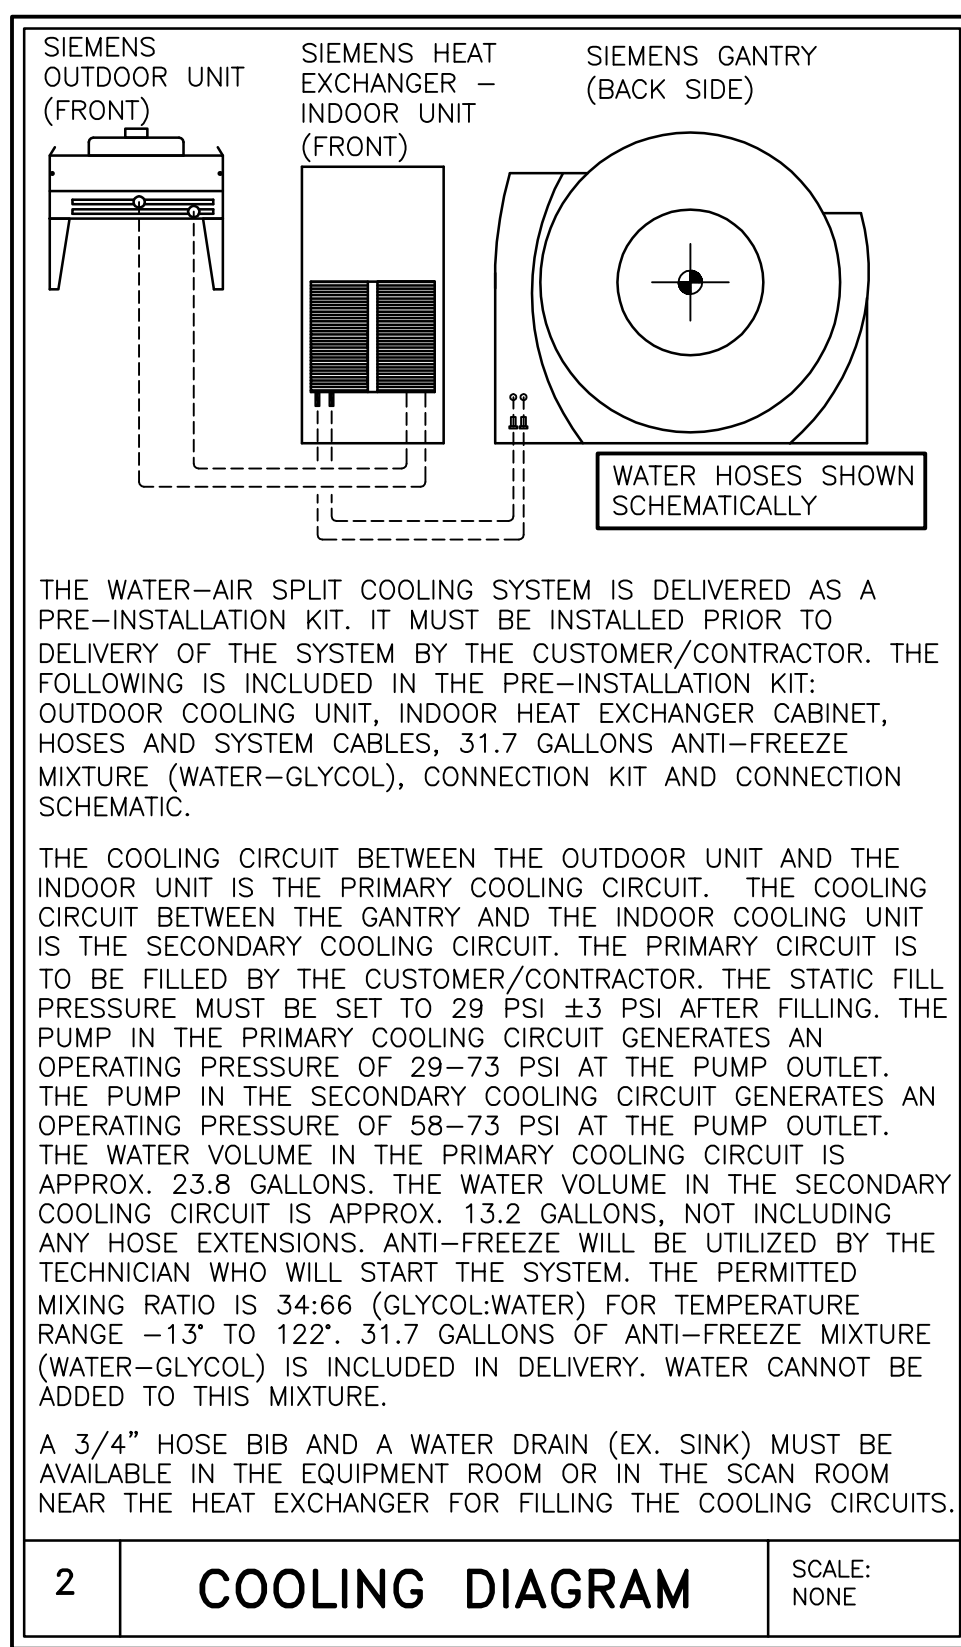 SIEMENS
OUTDOOR UNIT
(FRONT)
SIEMENS HEAT
EXCHANGER –
INDOOR UNIT
(FRONT)
SIEMENS GANTRY
(BACK SIDE)
WATER HOSES SHOWN
SCHEMATICALLY
THE WATER–AIR SPLIT COOLING SYSTEM IS DELIVERED AS A
PRE–INSTALLATION KIT. IT MUST BE INSTALLED PRIOR TO
DELIVERY OF THE SYSTEM BY THE CUSTOMER/CONTRACTOR. THE
FOLLOWING IS INCLUDED IN THE PRE–INSTALLATION KIT:
OUTDOOR COOLING UNIT, INDOOR HEAT EXCHANGER CABINET,
HOSES AND SYSTEM CABLES, 31.7 GALLONS ANTI–FREEZE
MIXTURE (WATER–GLYCOL), CONNECTION KIT AND CONNECTION
SCHEMATIC.
THE COOLING CIRCUIT BETWEEN THE OUTDOOR UNIT AND THE
INDOOR UNIT IS THE PRIMARY COOLING CIRCUIT. THE COOLING
CIRCUIT BETWEEN THE GANTRY AND THE INDOOR COOLING UNIT
IS THE SECONDARY COOLING CIRCUIT. THE PRIMARY CIRCUIT IS
TO BE FILLED BY THE CUSTOMER/CONTRACTOR. THE STATIC FILL
PRESSURE MUST BE SET TO 29 PSI ±3 PSI AFTER FILLING. THE
PUMP IN THE PRIMARY COOLING CIRCUIT GENERATES AN
OPERATING PRESSURE OF 29–73 PSI AT THE PUMP OUTLET.
THE PUMP IN THE SECONDARY COOLING CIRCUIT GENERATES AN
OPERATING PRESSURE OF 58–73 PSI AT THE PUMP OUTLET.
THE WATER VOLUME IN THE PRIMARY COOLING CIRCUIT IS
APPROX. 23.8 GALLONS. THE WATER VOLUME IN THE SECONDARY
COOLING CIRCUIT IS APPROX. 13.2 GALLONS, NOT INCLUDING
ANY HOSE EXTENSIONS. ANTI–FREEZE WILL BE UTILIZED BY THE
TECHNICIAN WHO WILL START THE SYSTEM. THE PERMITTED
MIXING RATIO IS 34:66 (GLYCOL:WATER) FOR TEMPERATURE
RANGE –13° TO 122°. 31.7 GALLONS OF ANTI–FREEZE MIXTURE
(WATER–GLYCOL) IS INCLUDED IN DELIVERY. WATER CANNOT BE
ADDED TO THIS MIXTURE.
A 3/4” HOSE BIB AND A WATER DRAIN (EX. SINK) MUST BE
AVAILABLE IN THE EQUIPMENT ROOM OR IN THE SCAN ROOM
NEAR THE HEAT EXCHANGER FOR FILLING THE COOLING CIRCUITS.
2
COOLING DIAGRAM
SCALE:
NONE